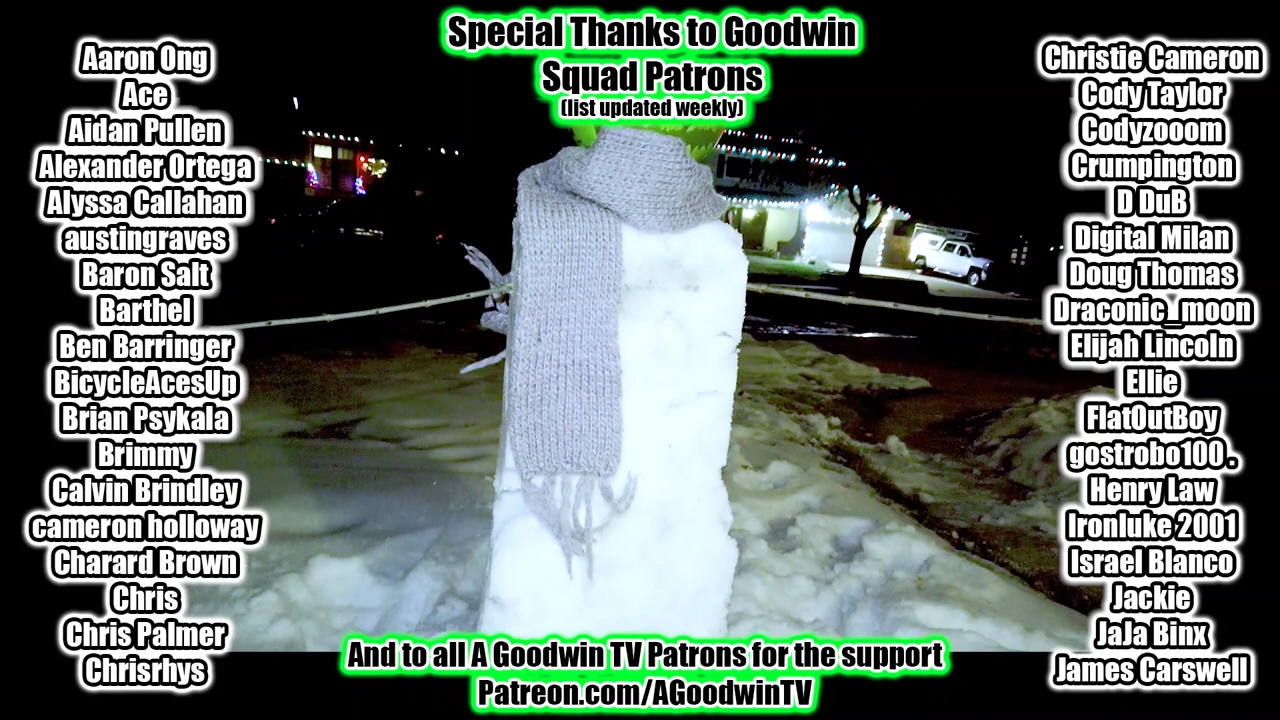 Special Thanks to Goodwin
Squad Patrons
(list updated weekly)
Aaron Ong
Ace
Aidan Pullen
Alexander Ortega
Alyssa Callahan
austingraves
Baron Salt
Barthel
Ben Barringer
BicycleAcesUp
Brian Psykala
Brimmy
Calvin Brindley
cameron holloway
Charard Brown
Chris
Chris Palmer
Chrisrhys
Christie Cameron
Cody Taylor
Codyzooom
Crumpington
D DuB
Digital Milan
Doug Thomas
Draconic_moon
Elijah Lincoln
Ellie
FlatOutBoy
gostrobo100 .
Henry Law
Ironluke 2001
Israel Blanco
Jackie
JaJa Binx
James Carswell
And to all A Goodwin TV Patrons for the support
Patreon.com/AGoodwinTV